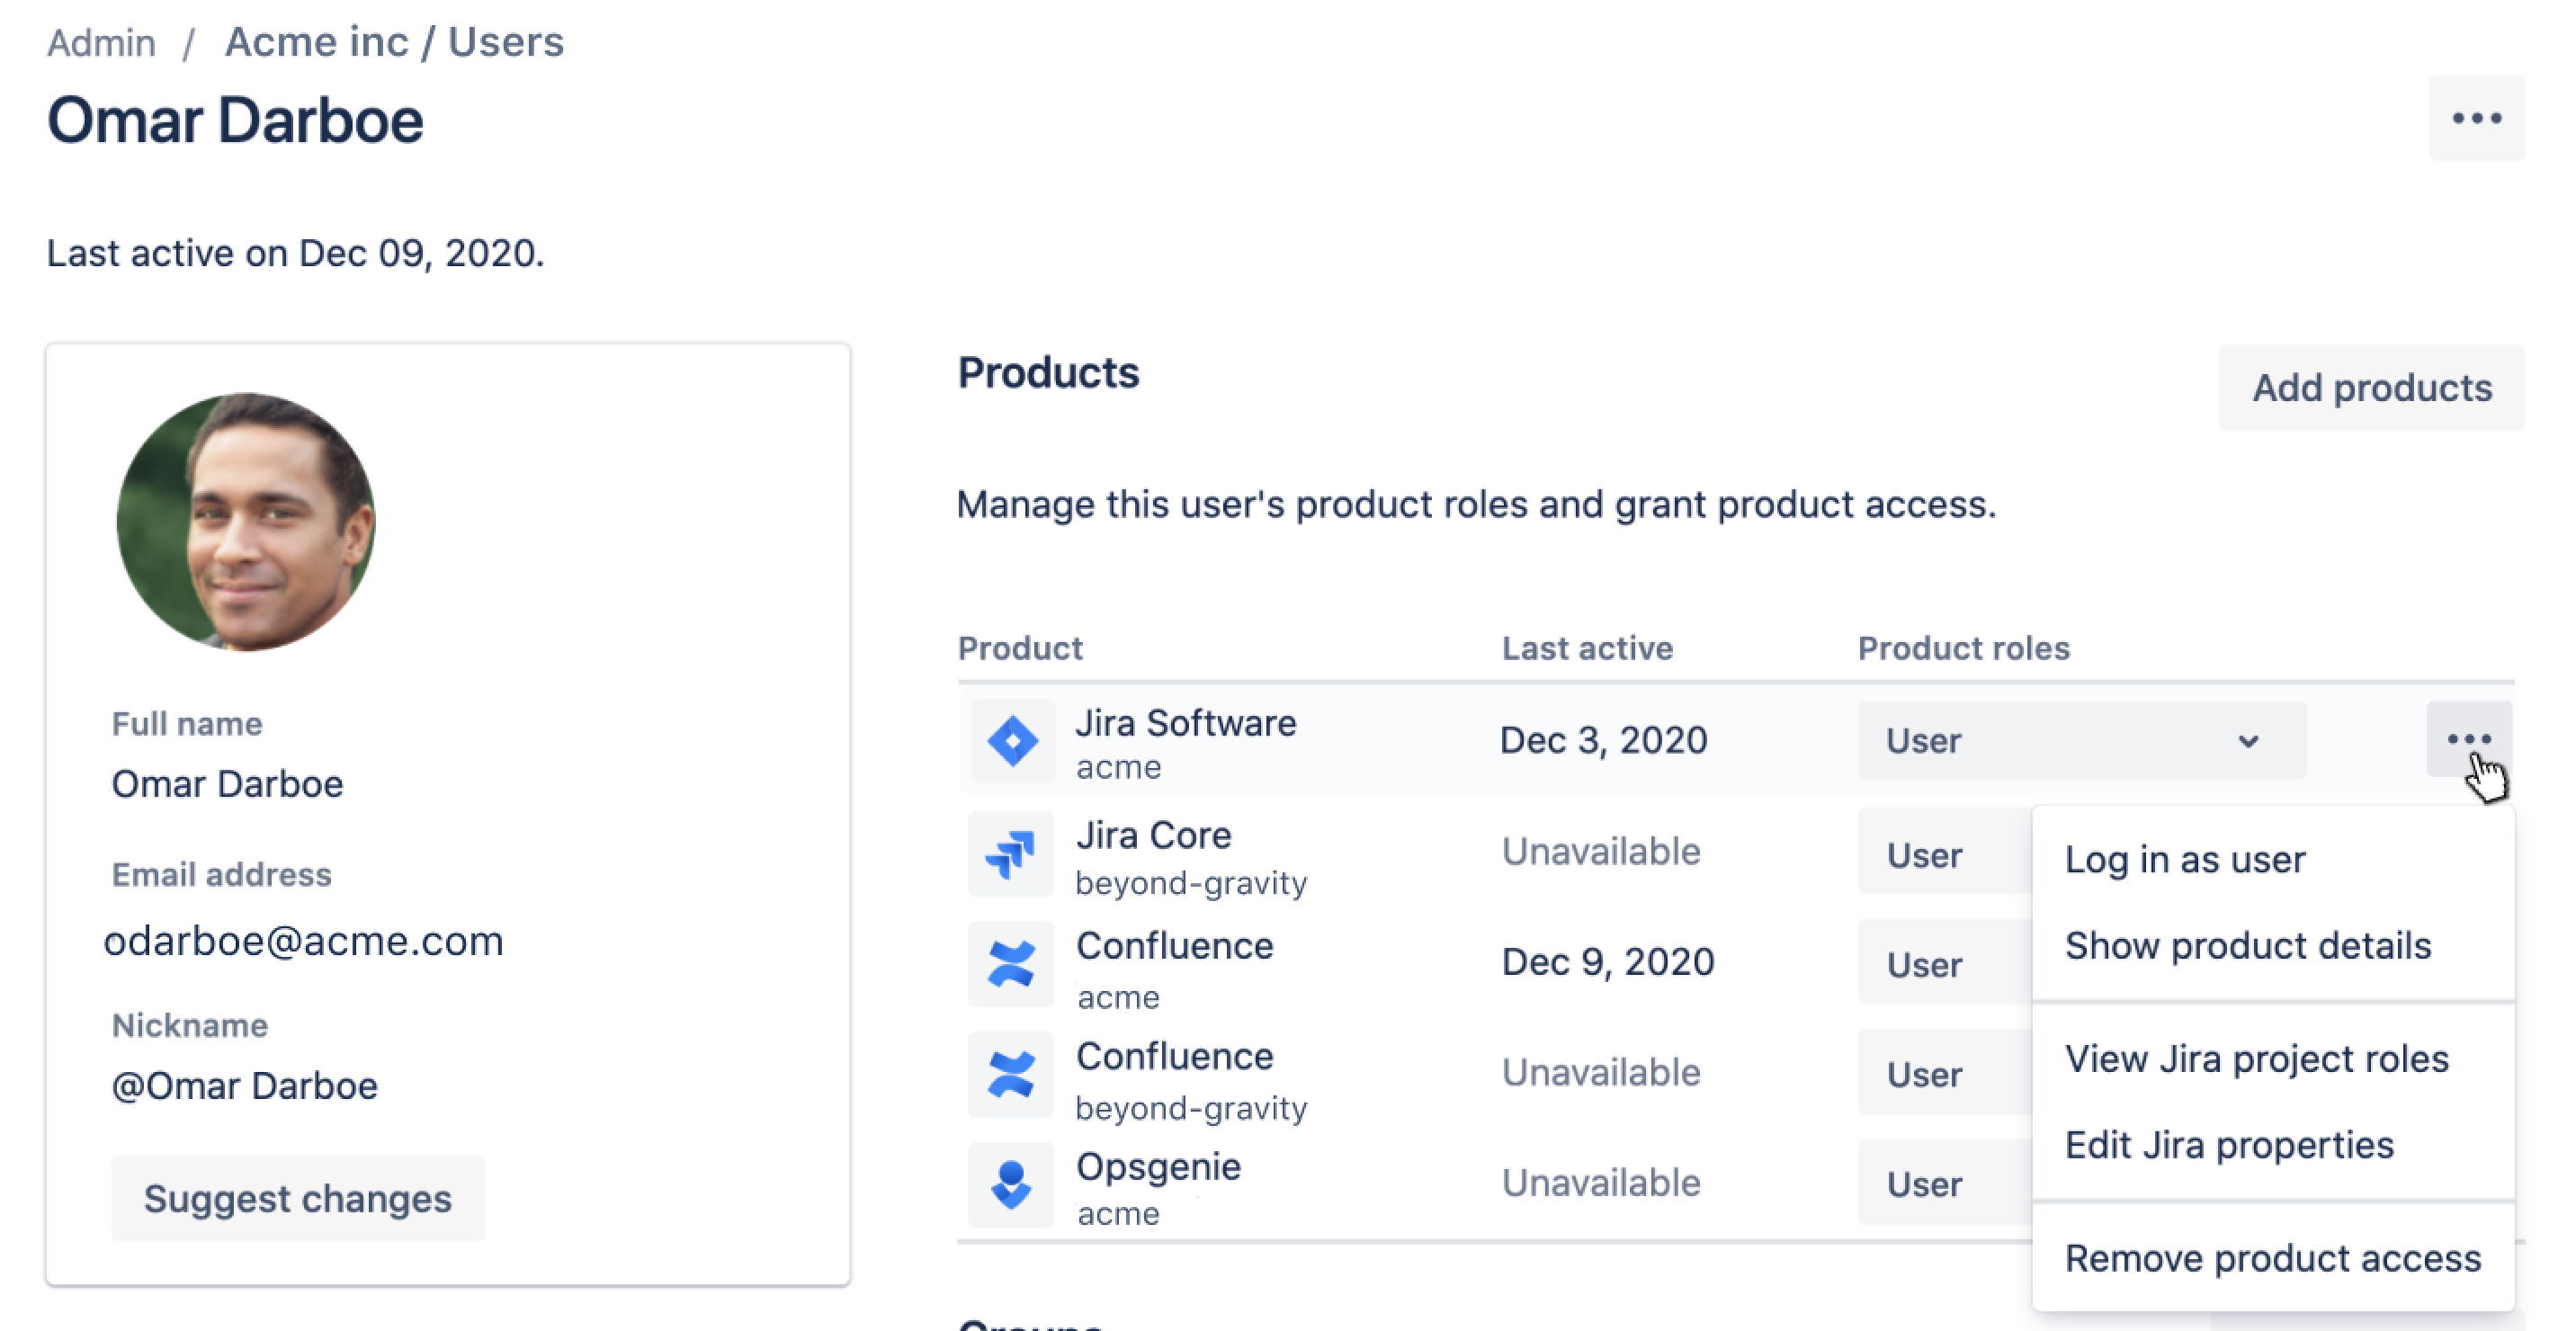 Admin / Acme inc / Users
Omar Darboe
Last active on Dec 09, 2020.
Full name
Omar Darboe
Email address
odarboe@acme.com
Nickname
@Omar Darboe
Suggest changes
Products
Add products
Manage this user's product roles and grant product access.
Product Last active Product roles
Jira Software
acme
Dec 3, 2020
User
Jira Core
beyond-gravity
Unavailable
User
Confluence
acme
Dec 9, 2020
User
Confluence
beyond-gravity
Unavailable
User
Opsgenie
acme
Unavailable
User
Log in as user
Show product details
View Jira project roles
Edit Jira properties
Remove product access